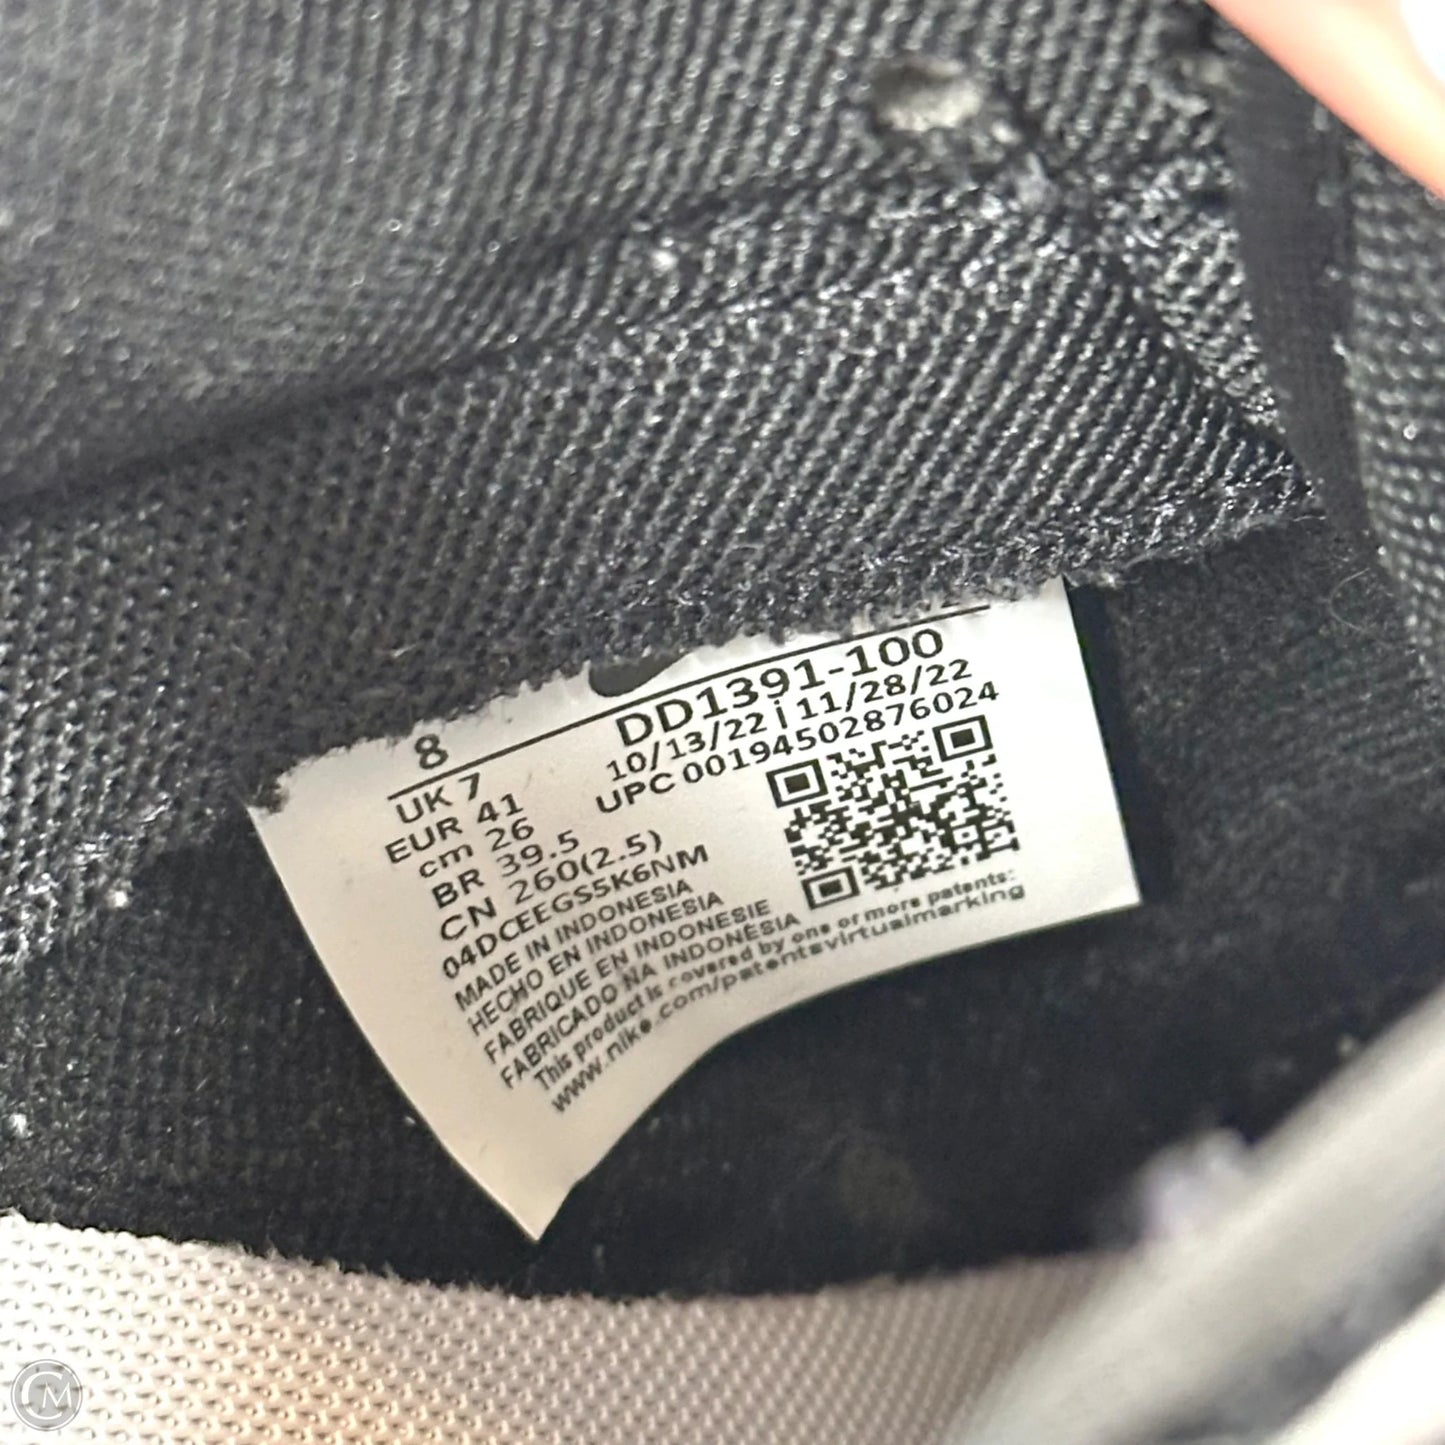 8
UK 7
EUR 41
cm 26
BR 39.5
CN 260(2.5)
04DCEEGS5K6NM
MADE IN INDONESIA
HECHO EN INDONESIA
FABRIQUE EN INDONESIE
FABRICADO NA INDONÉSIA
This product is covered by one or more patents:
www.nike.com/patentsvirtualmarking
DD1391-100
10/13/22 i 11/28/22
UPC 00194502876024
CM